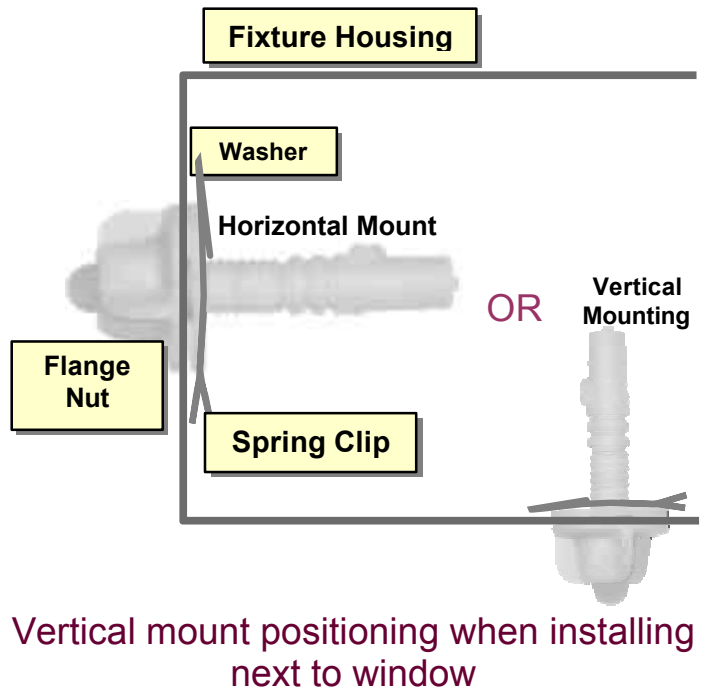 Fixture Housing
Washer
Horizontal Mount
OR
Vertical
Mounting
Flange
Nut
Spring Clip
Vertical mount positioning when installing
next to window